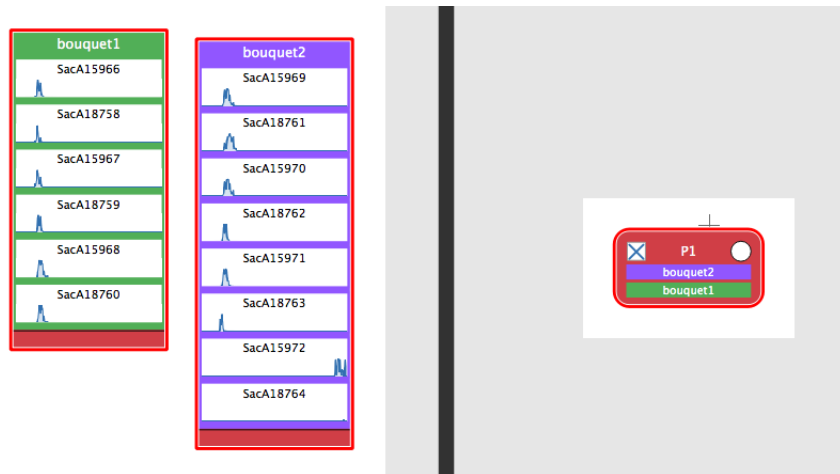 bouquet1
SacA15966
SacA18758
SacA15967
SacA18759
SacA15968
SacA18760
bouquet2
SacA15969
SacA18761
SacA15970
SacA18762
SacA15971
SacA18763
SacA15972
SacA18764
P1
bouquet2
bouquet1